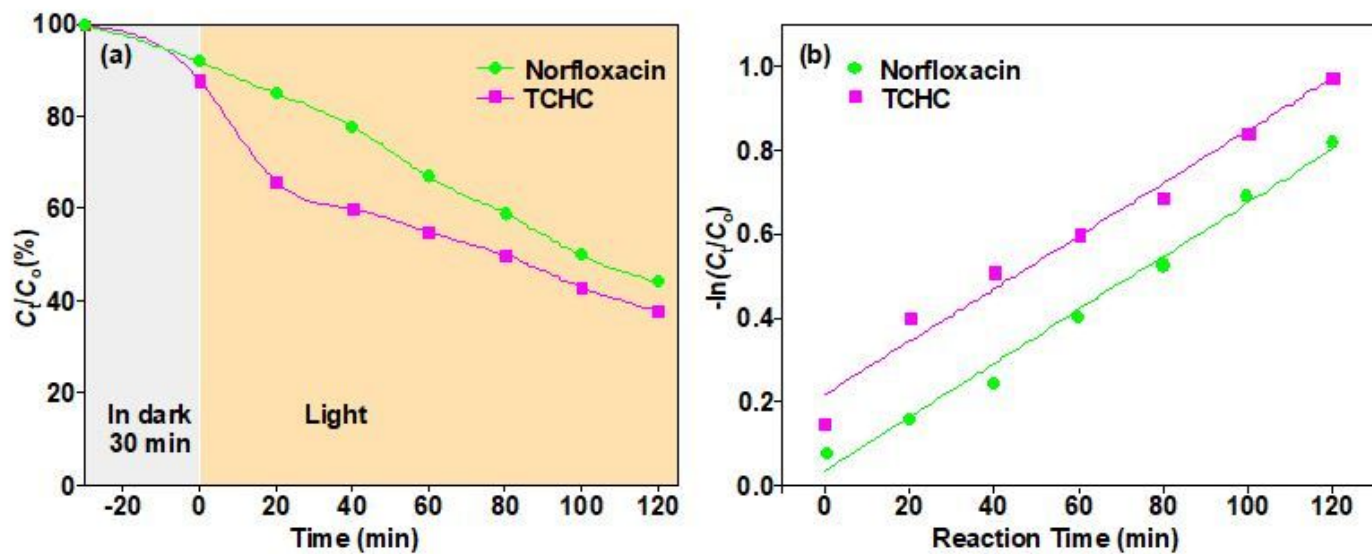 (a)
Norfloxacin
TCHC
In dark
30 min
Light
100
80
60
40
20
0
Ct/Co(%)
-20 0 20 40 60 80 100 120
Time (min)
(b)
Norfloxacin
TCHC
1.0
0.8
0.6
0.4
0.2
0.0
-ln(Ct/Co)
0 20 40 60 80 100 120
Reaction Time (min)